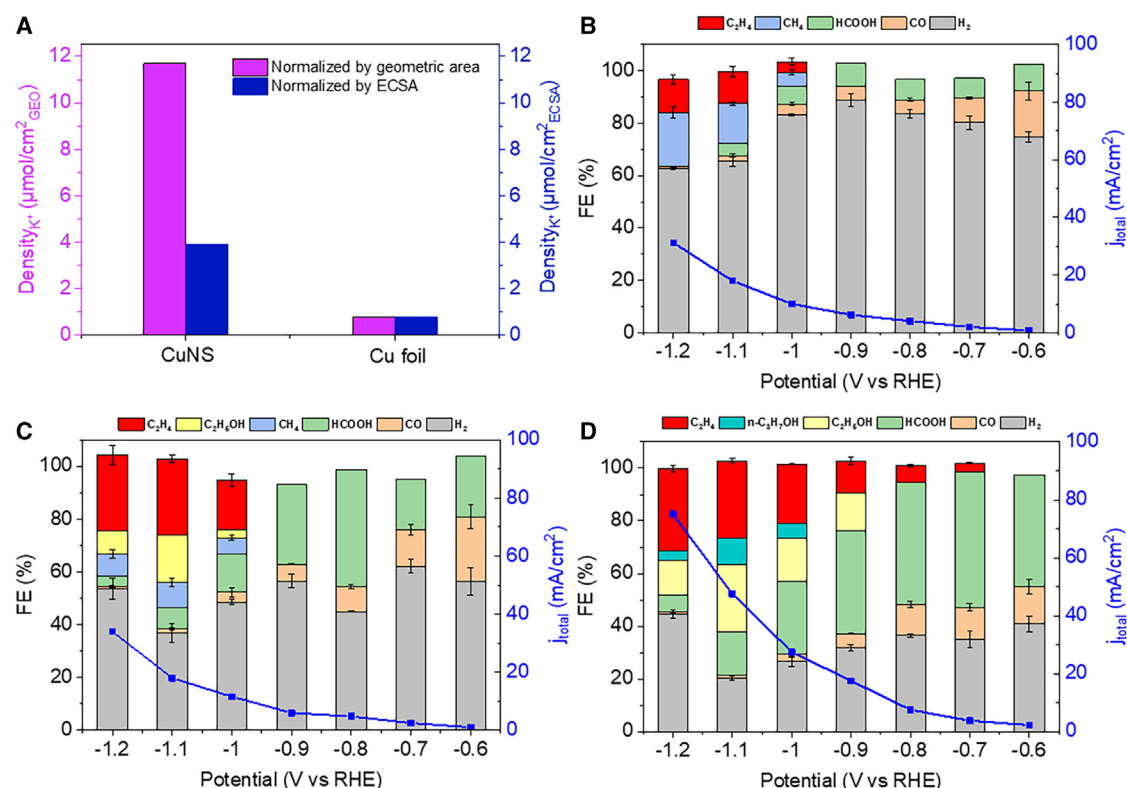 A
Density_K⁺ (μmol/cm²_GEO)
12
10
8
6
4
2
0
Normalized by geometric area
Normalized by ECSA
12
10
8
6
4
2
0
Density_K⁺ (μmol/cm²_ECSA)
CuNS
Cu foil
B
C₂H₄ CH₄ HCOOH CO H₂
FE (%)
100
80
60
40
20
0
100
80
60
40
20
0
j_total (mA/cm²)
-1.2 -1.1 -1 -0.9 -0.8 -0.7 -0.6
Potential (V vs RHE)
C
C₂H₄ C₂H₆OH CH₄ HCOOH CO H₂
FE (%)
100
80
60
40
20
0
100
80
60
40
20
0
j_total (mA/cm²)
-1.2 -1.1 -1 -0.9 -0.8 -0.7 -0.6
Potential (V vs RHE)
D
C₂H₄ n-C₃H₇OH C₂H₆OH HCOOH CO H₂
FE (%)
100
80
60
40
20
0
100
80
60
40
20
0
j_total (mA/cm²)
-1.2 -1.1 -1 -0.9 -0.8 -0.7 -0.6
Potential (V vs RHE)